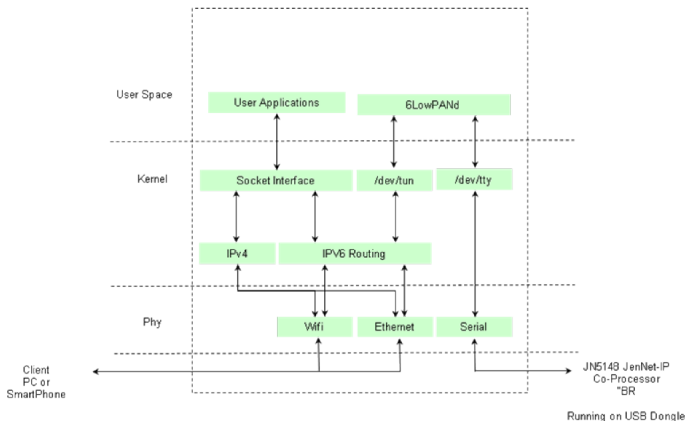 User Space
User Applications
6LowPANd
Kernel
Socket Interface
/dev/tun
/dev/tty
IPv4
IPV6 Routing
Phy
Wifi
Ethernet
Serial
Client
PC or
SmartPhone
JN5148 JenNet-IP
Co-Processor
"BR
Running on USB Dongle